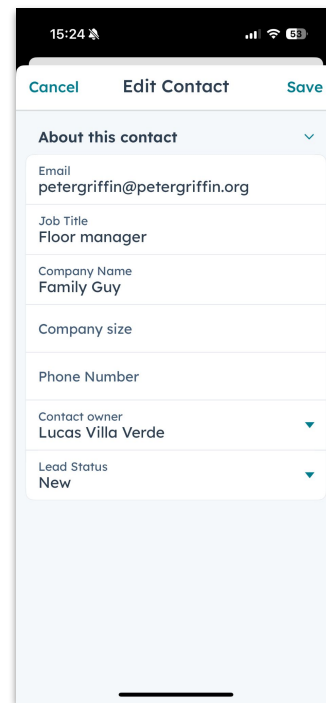 15:24
53
Cancel Edit Contact Save
About this contact
Email
petergriffin@petergriffin.org
Job Title
Floor manager
Company Name
Family Guy
Company size
Phone Number
Contact owner
Lucas Villa Verde
Lead Status
New